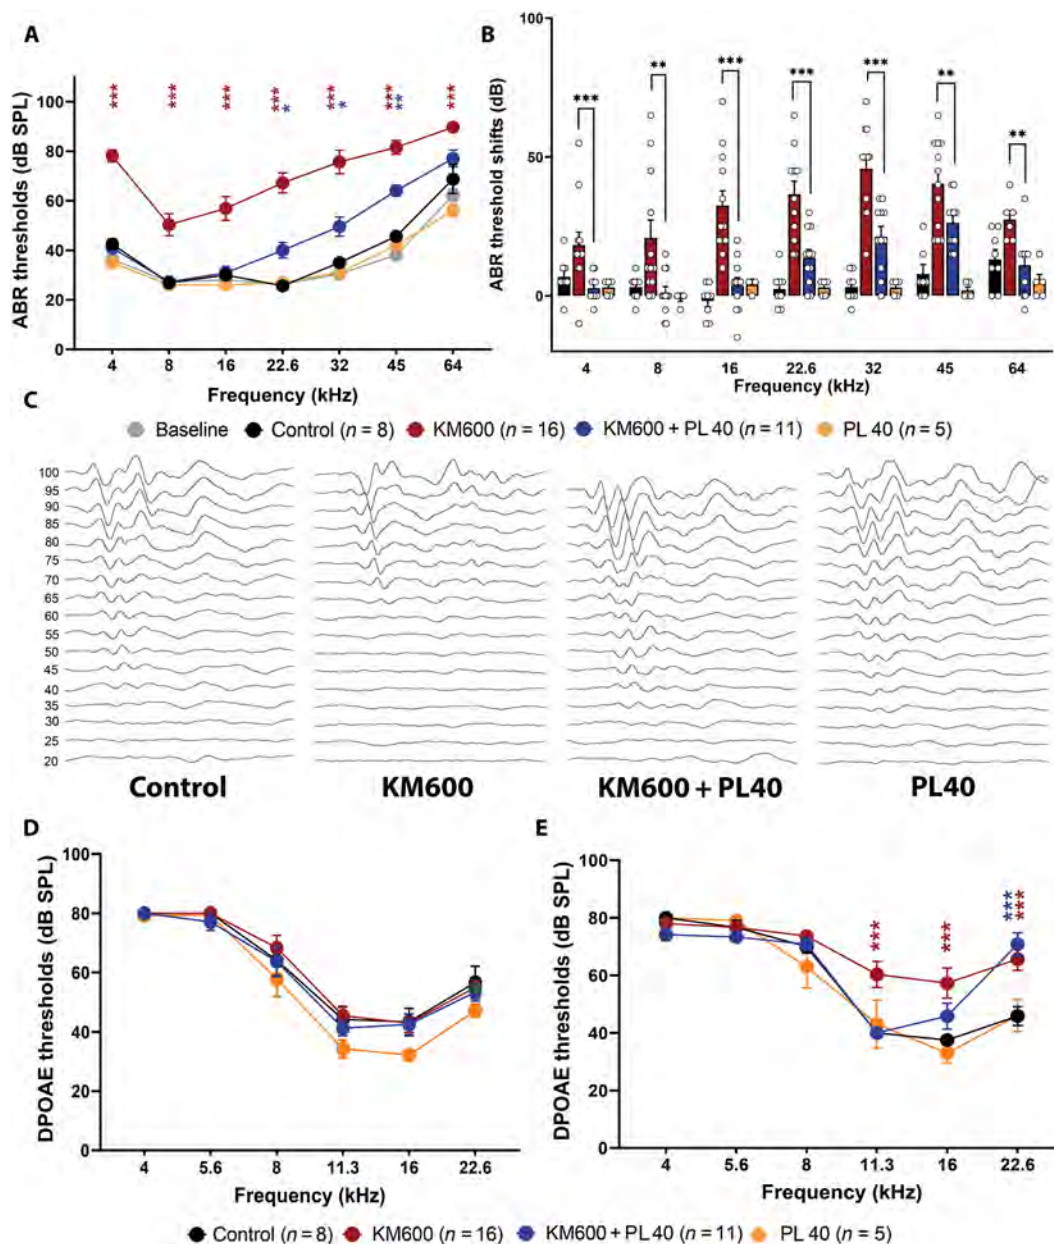 A
B
ABR thresholds (dB SPL)
100
80
60
40
20
0
*** *** *** *** *** *** ***
* * **
4 8 16 22.6 32 45 64
Frequency (kHz)
ABR threshold shifts (dB)
100
50
0
*** ** *** *** *** ** **
4 8 16 22.6 32 45 64
Frequency (kHz)
C
Baseline Control (n = 8) KM600 (n = 16) KM600 + PL 40 (n = 11) PL 40 (n = 5)
100
95
90
85
80
75
70
65
60
55
50
45
40
35
30
25
20
Control KM600 KM600 + PL40 PL40
D
E
DPOAE thresholds (dB SPL)
100
80
60
40
20
0
4 5.6 8 11.3 16 22.6
Frequency (kHz)
DPOAE thresholds (dB SPL)
100
80
60
40
20
0
*** *** *** ***
4 5.6 8 11.3 16 22.6
Frequency (kHz)
Control (n = 8) KM600 (n = 16) KM600 + PL 40 (n = 11) PL 40 (n = 5)